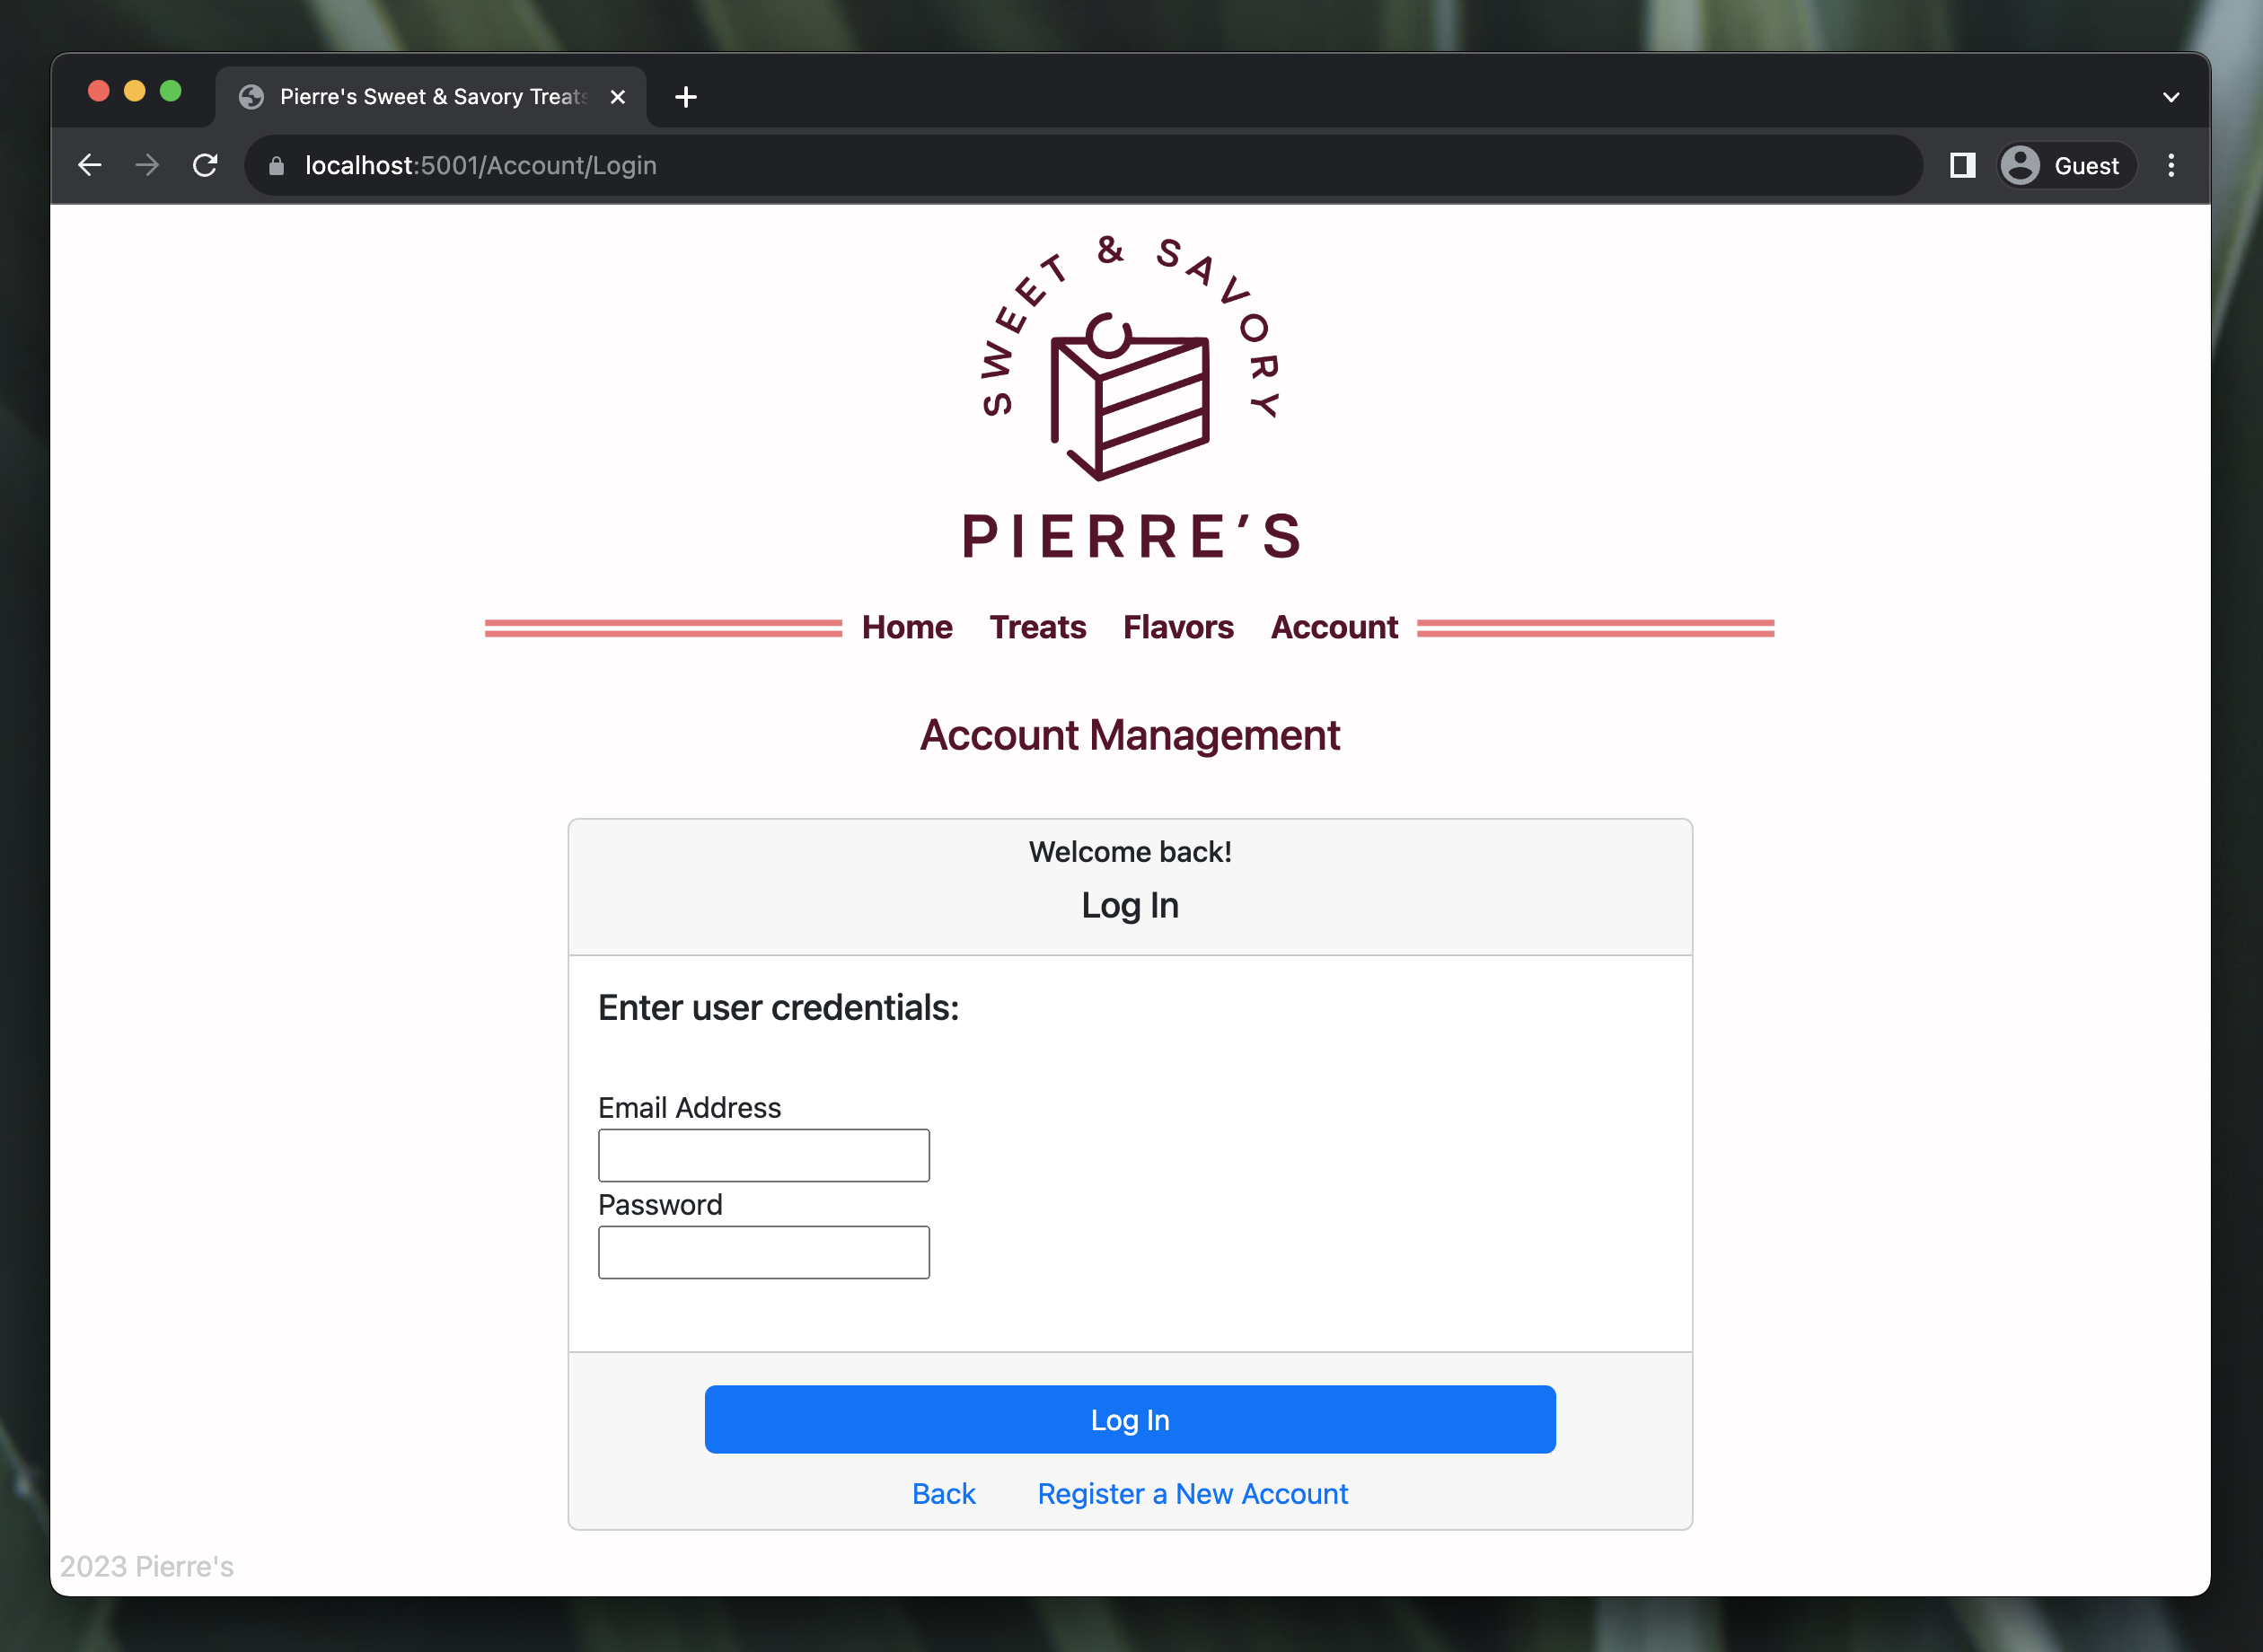 Pierre's Sweet & Savory Treats
localhost:5001/Account/Login
Guest
SWEET & SAVORY
PIERRE’S
Home Treats Flavors Account
Account Management
Welcome back!
Log In
Enter user credentials:
Email Address
Password
Log In
Back Register a New Account
2023 Pierre's